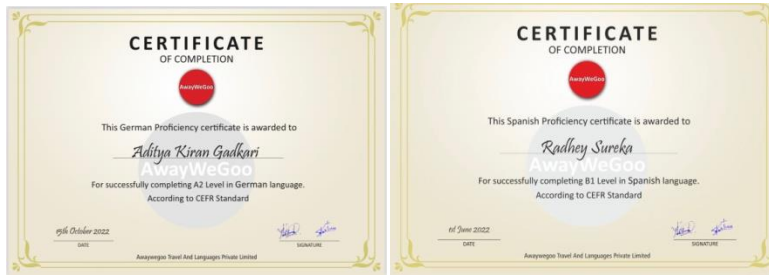 CERTIFICATE
OF COMPLETION
AwayWeGoo
This German Proficiency certificate is awarded to
Aditya Kiran Gadkari
AwayWeGoo
For successfully completing A2 Level in German language.
According to CEFR Standard
15th October 2022
DATE
SIGNATURE
Awaywegoo Travel And Languages Private Limited
CERTIFICATE
OF COMPLETION
AwayWeGoo
This Spanish Proficiency certificate is awarded to
Radhey Sureka
AwayWeGoo
For successfully completing B1 Level in Spanish language.
According to CEFR Standard
1st June 2022
DATE
SIGNATURE
Awaywegoo Travel And Languages Private Limited